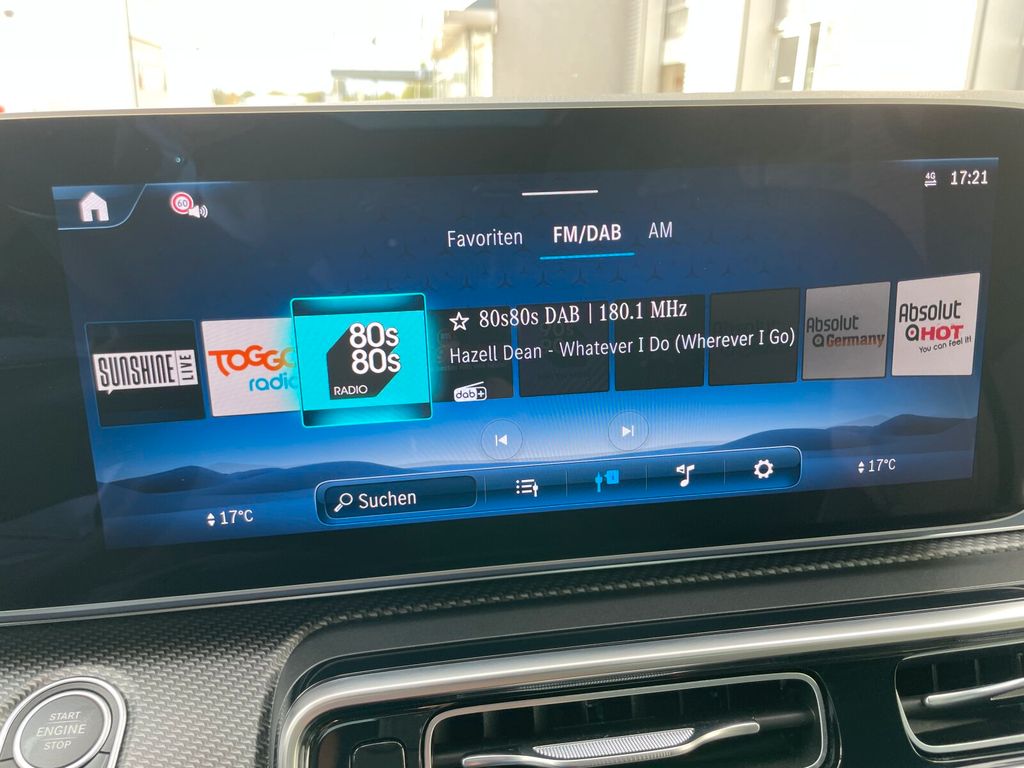 4G 17:21
60
Favoriten FM/DAB AM
SUNSHINE LIVE
TOGGO
radio
80s
80s
RADIO
80s80s DAB | 180.1 MHz
Hazell Dean - Whatever I Do (Wherever I Go)
dab+
Absolut
Germany
Absolut
HOT
You can feel it!
Suchen
17°C
17°C
START
ENGINE
STOP